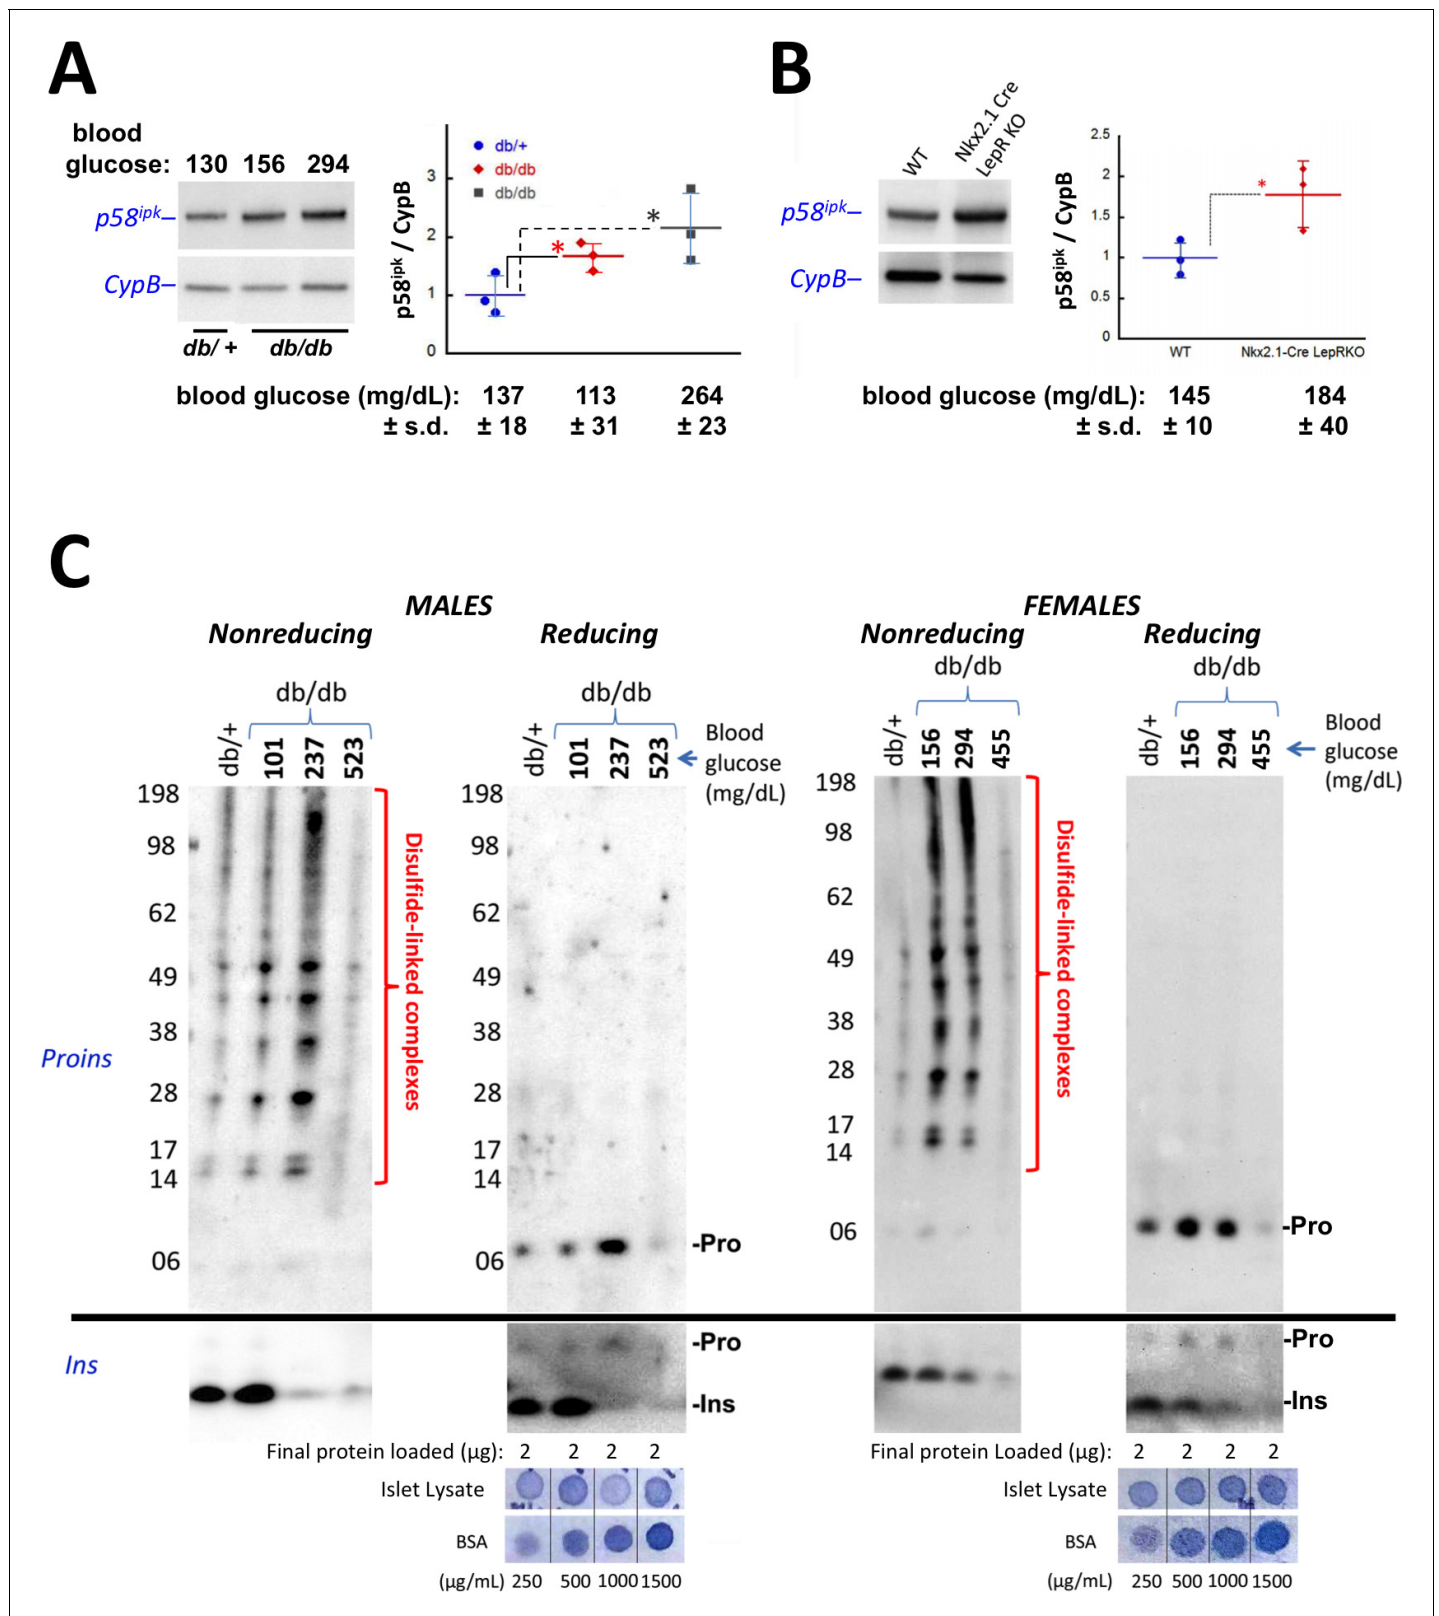 A
blood
glucose: 130 156 294
p58ipk–
CypB–
db/+ db/db
p58ipk / CypB
3
2
1
0
db/+
db/db
db/db
*
*
blood glucose (mg/dL): 137 113 264
± s.d. ± 18 ± 31 ± 23
B
WT
Nkx2.1 Cre
LepR KO
p58ipk–
CypB–
p58ipk / CypB
2.5
2
1.5
1
0.5
0
*
WT Nkx2.1-Cre LepRKO
blood glucose (mg/dL): 145 184
± s.d. ± 10 ± 40
C
MALES
Nonreducing Reducing
db/db db/db
db/+ 101 237 523
db/+ 101 237 523
Blood
glucose
(mg/dL)
198
98
62
49
38
28
17
14
06
Disulfide-linked complexes
198
98
62
49
38
28
17
14
06
-Pro
FEMALES
Nonreducing Reducing
db/db db/db
db/+ 156 294 455
db/+ 156 294 455
Blood
glucose
(mg/dL)
198
98
62
49
38
28
17
14
06
Disulfide-linked complexes
-Pro
Proins
Ins
-Pro
-Ins
-Pro
-Ins
Final protein loaded (µg): 2 2 2 2
Islet Lysate
BSA
(µg/mL) 250 500 1000 1500
Final protein Loaded (µg): 2 2 2 2
Islet Lysate
BSA
(µg/mL) 250 500 1000 1500